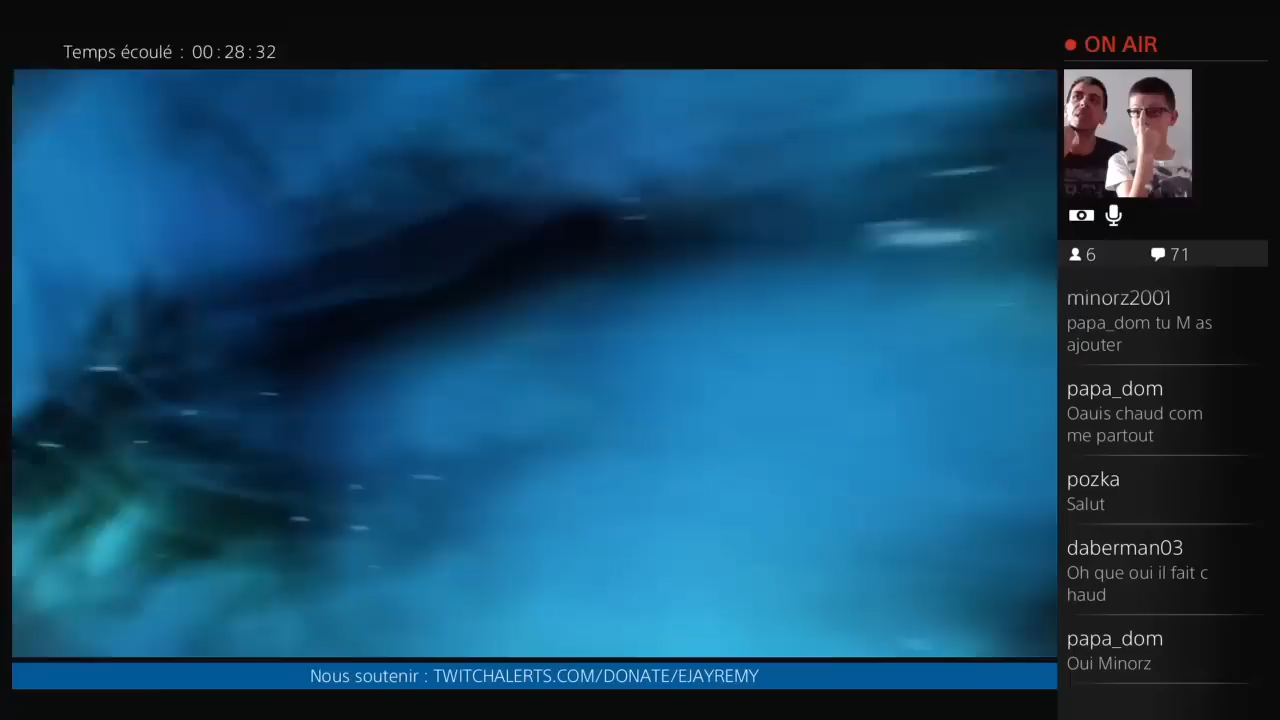 Temps écoulé : 00:28:32
ON AIR
6 71
minorz2001
papa_dom tu M as
ajouter
papa_dom
Oauis chaud com
me partout
pozka
Salut
daberman03
Oh que oui il fait c
haud
papa_dom
Oui Minorz
Nous soutenir : TWITCHALERTS.COM/DONATE/EJAYREMY